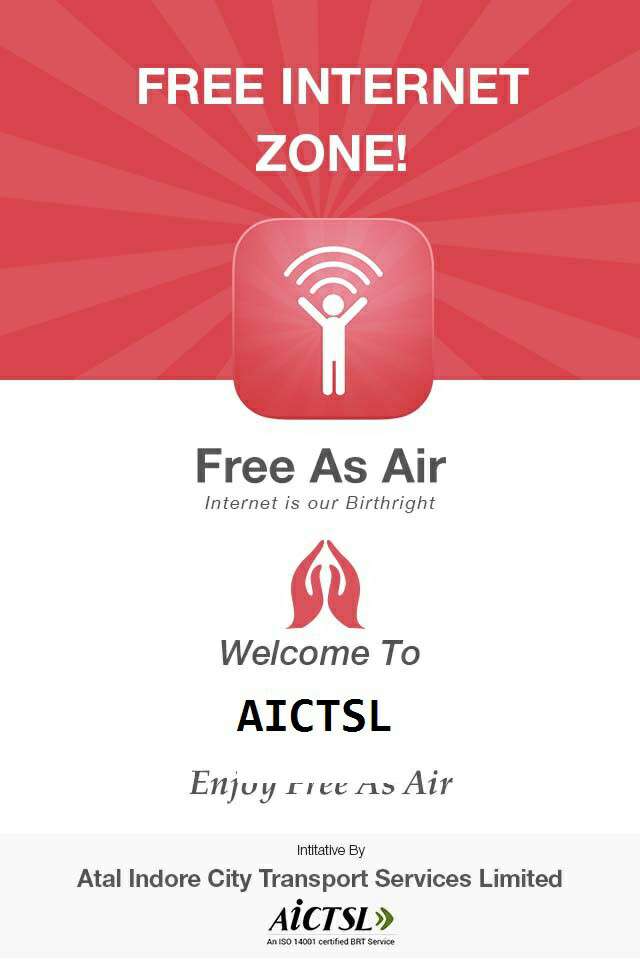 FREE INTERNET
ZONE!
Free As Air
Internet is our Birthright
Welcome To
AICTSL
Enjoy Free As Air
Intitative By
Atal Indore City Transport Services Limited
AiCTSL
An ISO 14001 certified BRT Service